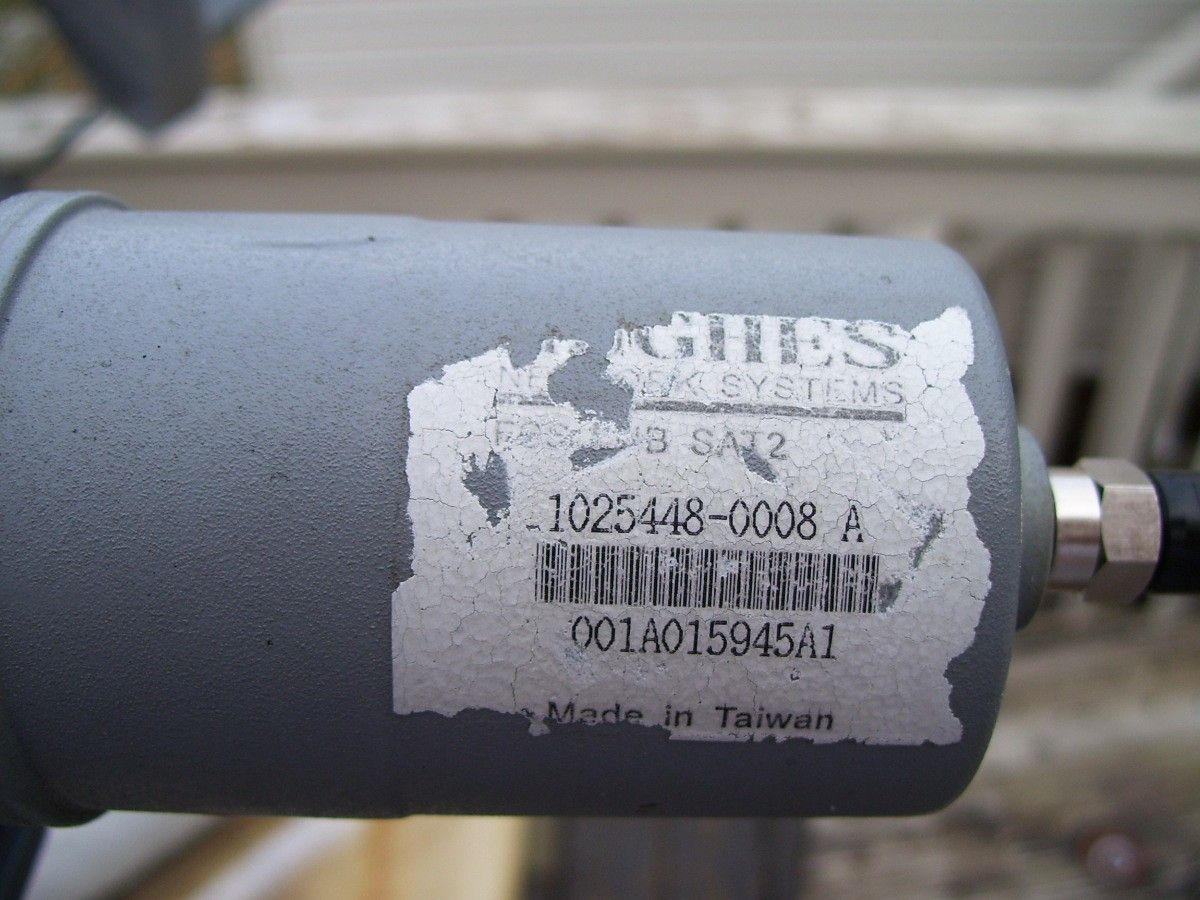 GHES
SYSTEMS
SAT2
1025448-0008 A
001A015945A1
Made in Taiwan